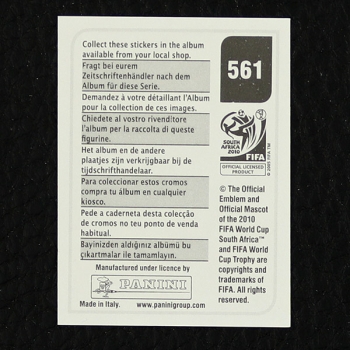 Collect these stickers in the album
available from your local shop.
Fragt bei eurem
Zeitschriftenhändler nach dem
Album für diese Serie.
Demandez à votre détaillant l'Album
pour la collection de ces images.
Chiedete al vostro rivenditore
l'album per la raccolta di queste
figurine.
Het album en de andere
plaatjes zijn verkrijgbaar bij de
tijdschrifthandelaar.
Para coleccionar estos cromos
compra tu álbum en cualquier
kiosco.
Pede a caderneta desta colecção
de cromos no teu ponto de venda
habitual.
Bayinizden aldığınız albümü bu
çıkartmalar ile tamamlayın.
Manufactured under licence by
PANINI
Made in Italy.
www.paninigroup.com
561
SOUTH AFRICA
2010
FIFA
OFFICIAL LICENSED
PRODUCT
© 2005 FIFA TM
© The Official
Emblem and
Official Mascot
of the 2010
FIFA World Cup
South Africa™
and FIFA World
Cup Trophy are
copyrights and
trademarks of
FIFA. All rights
reserved.